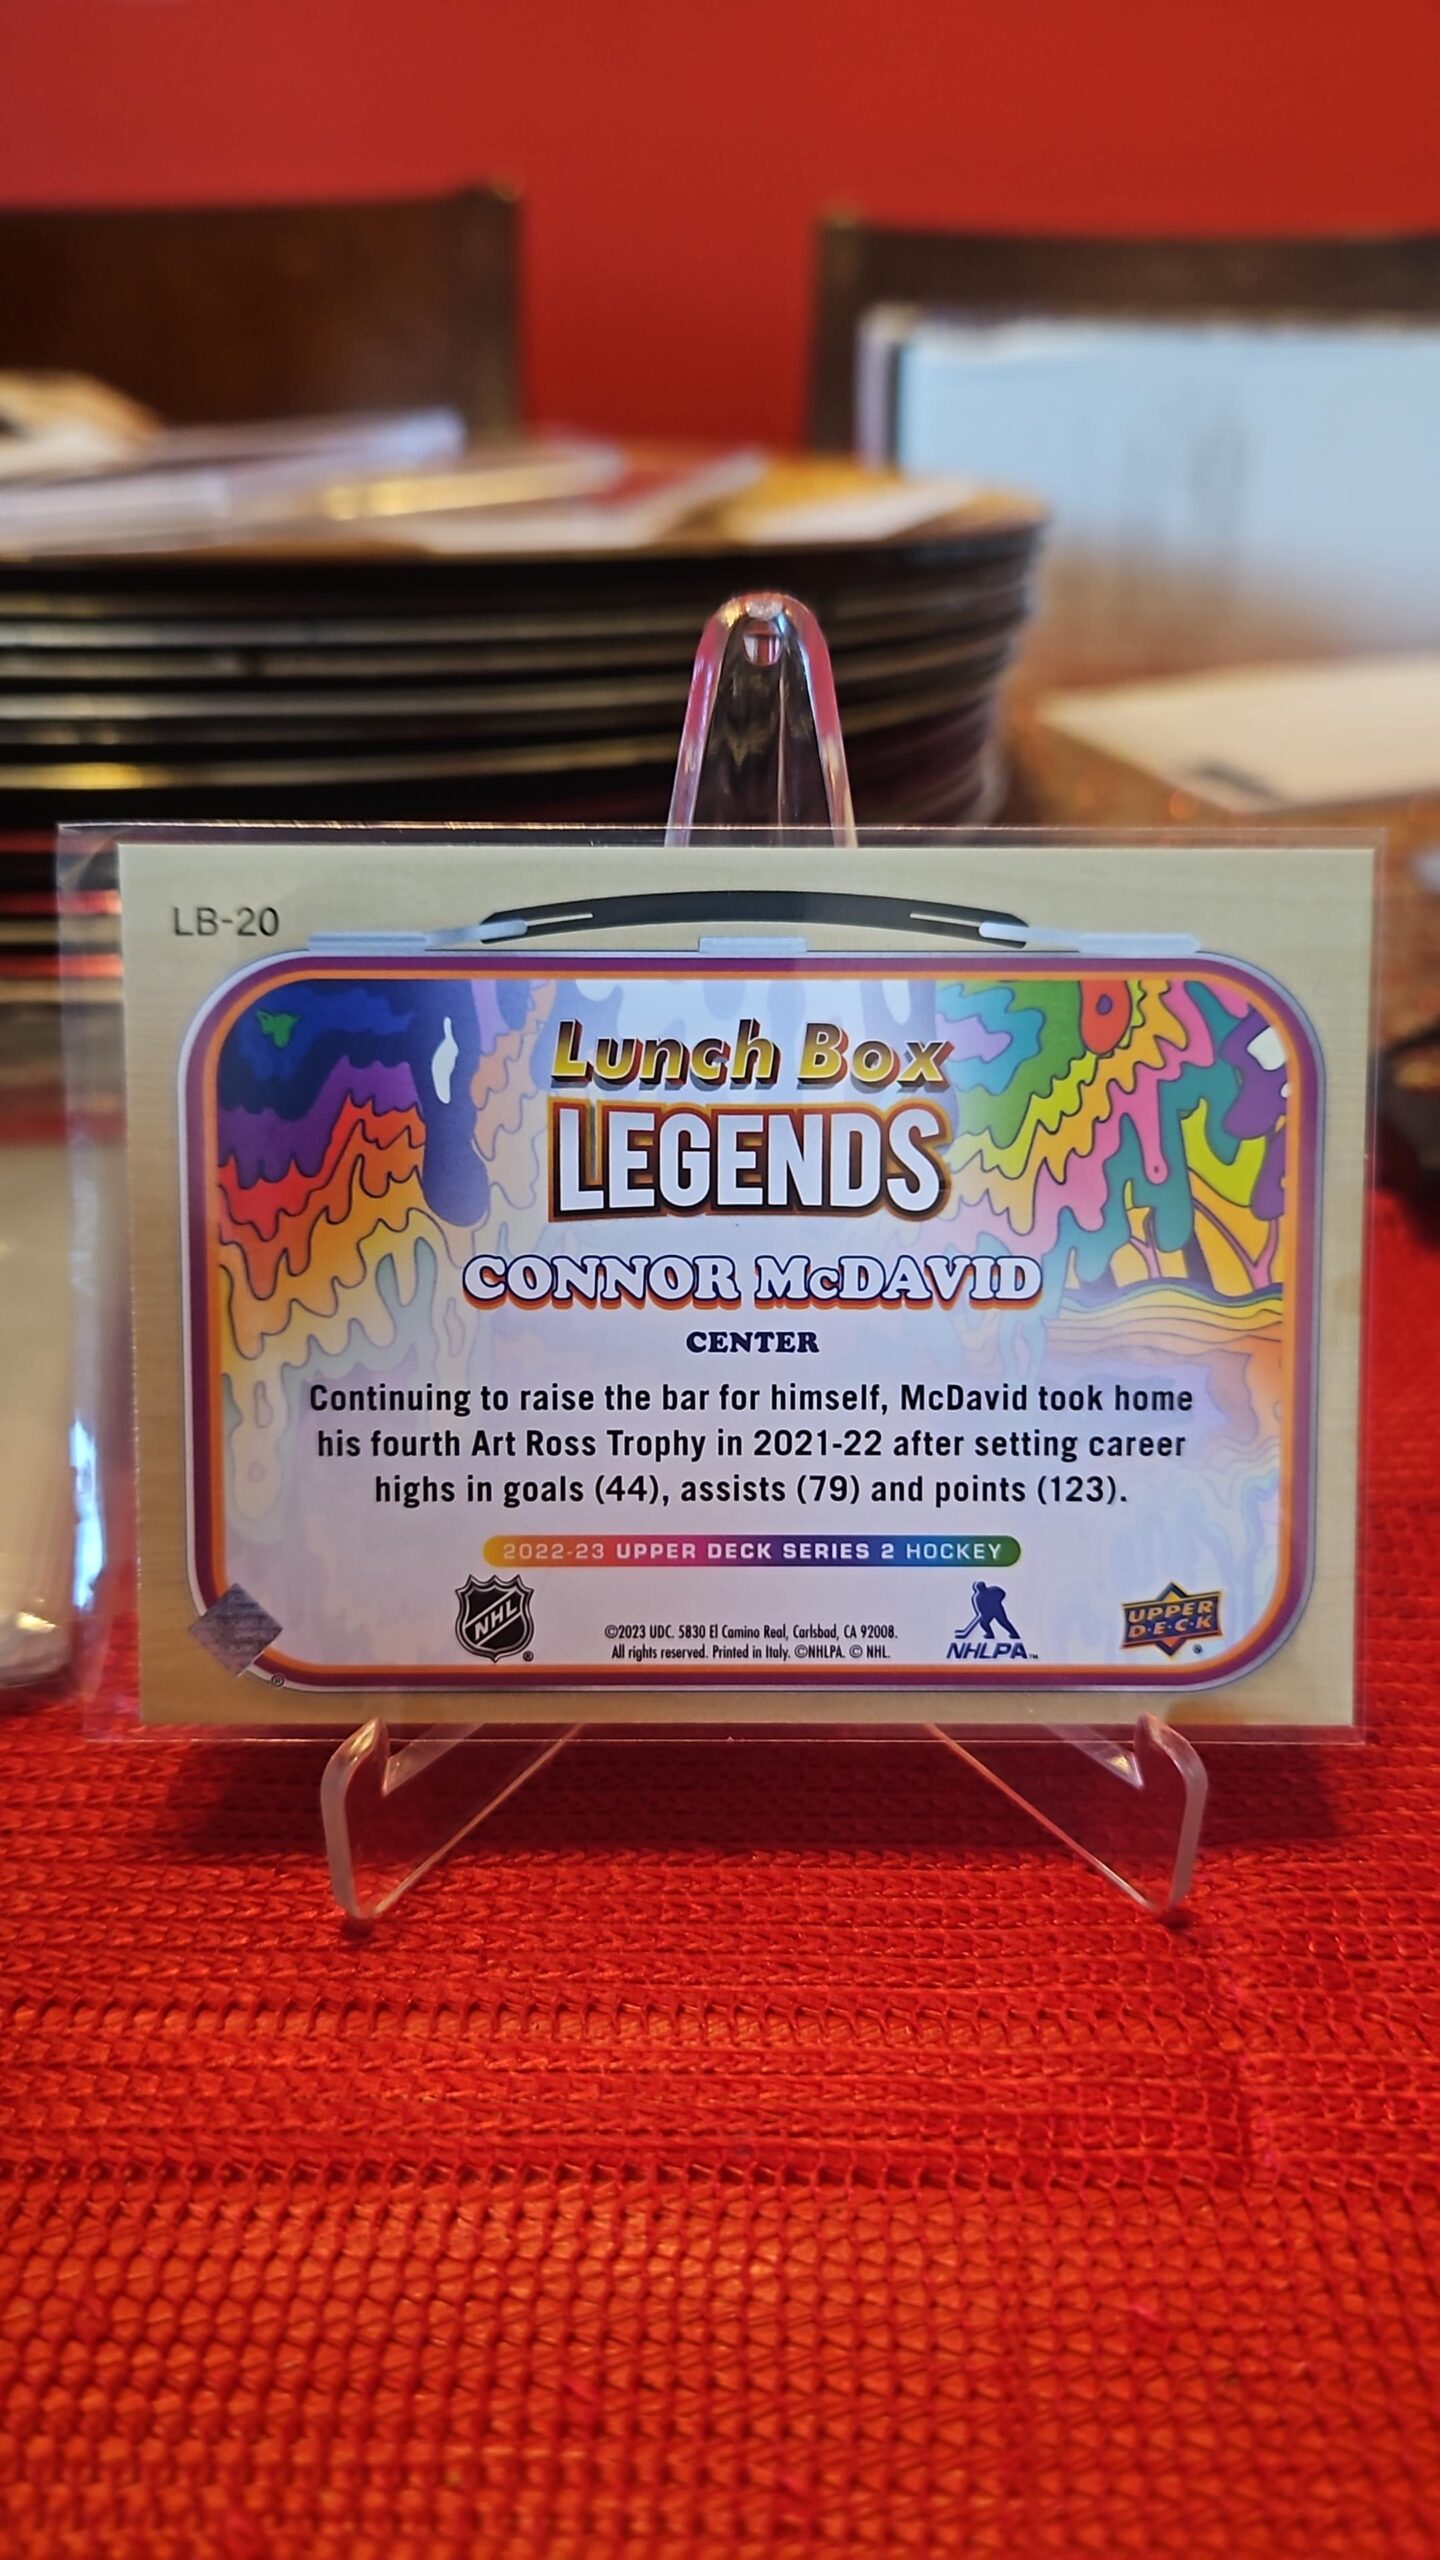 LB-20
Lunch Box
LEGENDS
CONNOR McDAVID
CENTER
Continuing to raise the bar for himself, McDavid took home
his fourth Art Ross Trophy in 2021-22 after setting career
highs in goals (44), assists (79) and points (123).
2022-23 UPPER DECK SERIES 2 HOCKEY
NHL ®
©2023 UDC. 5830 El Camino Real, Carlsbad, CA 92008.
All rights reserved. Printed in Italy. ©NHLPA. © NHL.
NHLPA™
UPPER
D·E·C·K ®
®